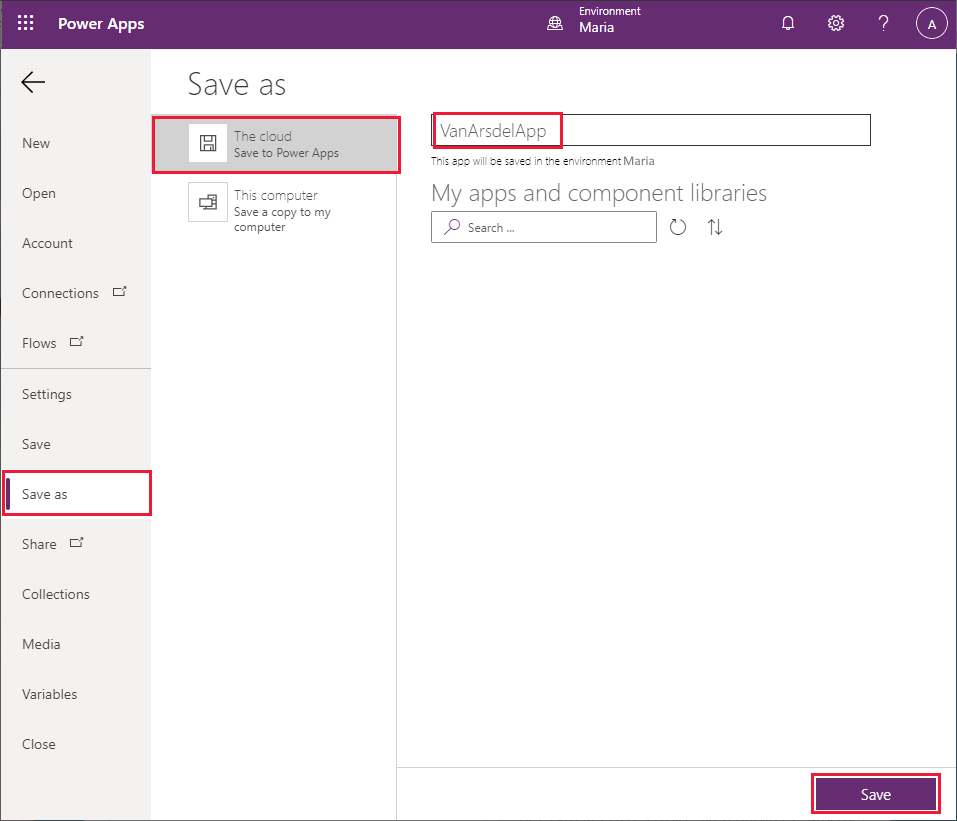 Power Apps
Environment
Maria
?
A
Save as
New
Open
Account
Connections
Flows
Settings
Save
Save as
Share
Collections
Media
Variables
Close
The cloud
Save to Power Apps
This computer
Save a copy to my
computer
VanArsdelApp
This app will be saved in the environment Maria
My apps and component libraries
Search ...
Save